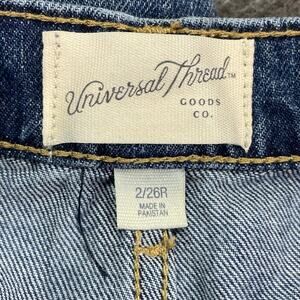 Universal Thread™
GOODS
CO.
2/26R
MADE IN
PAKISTAN